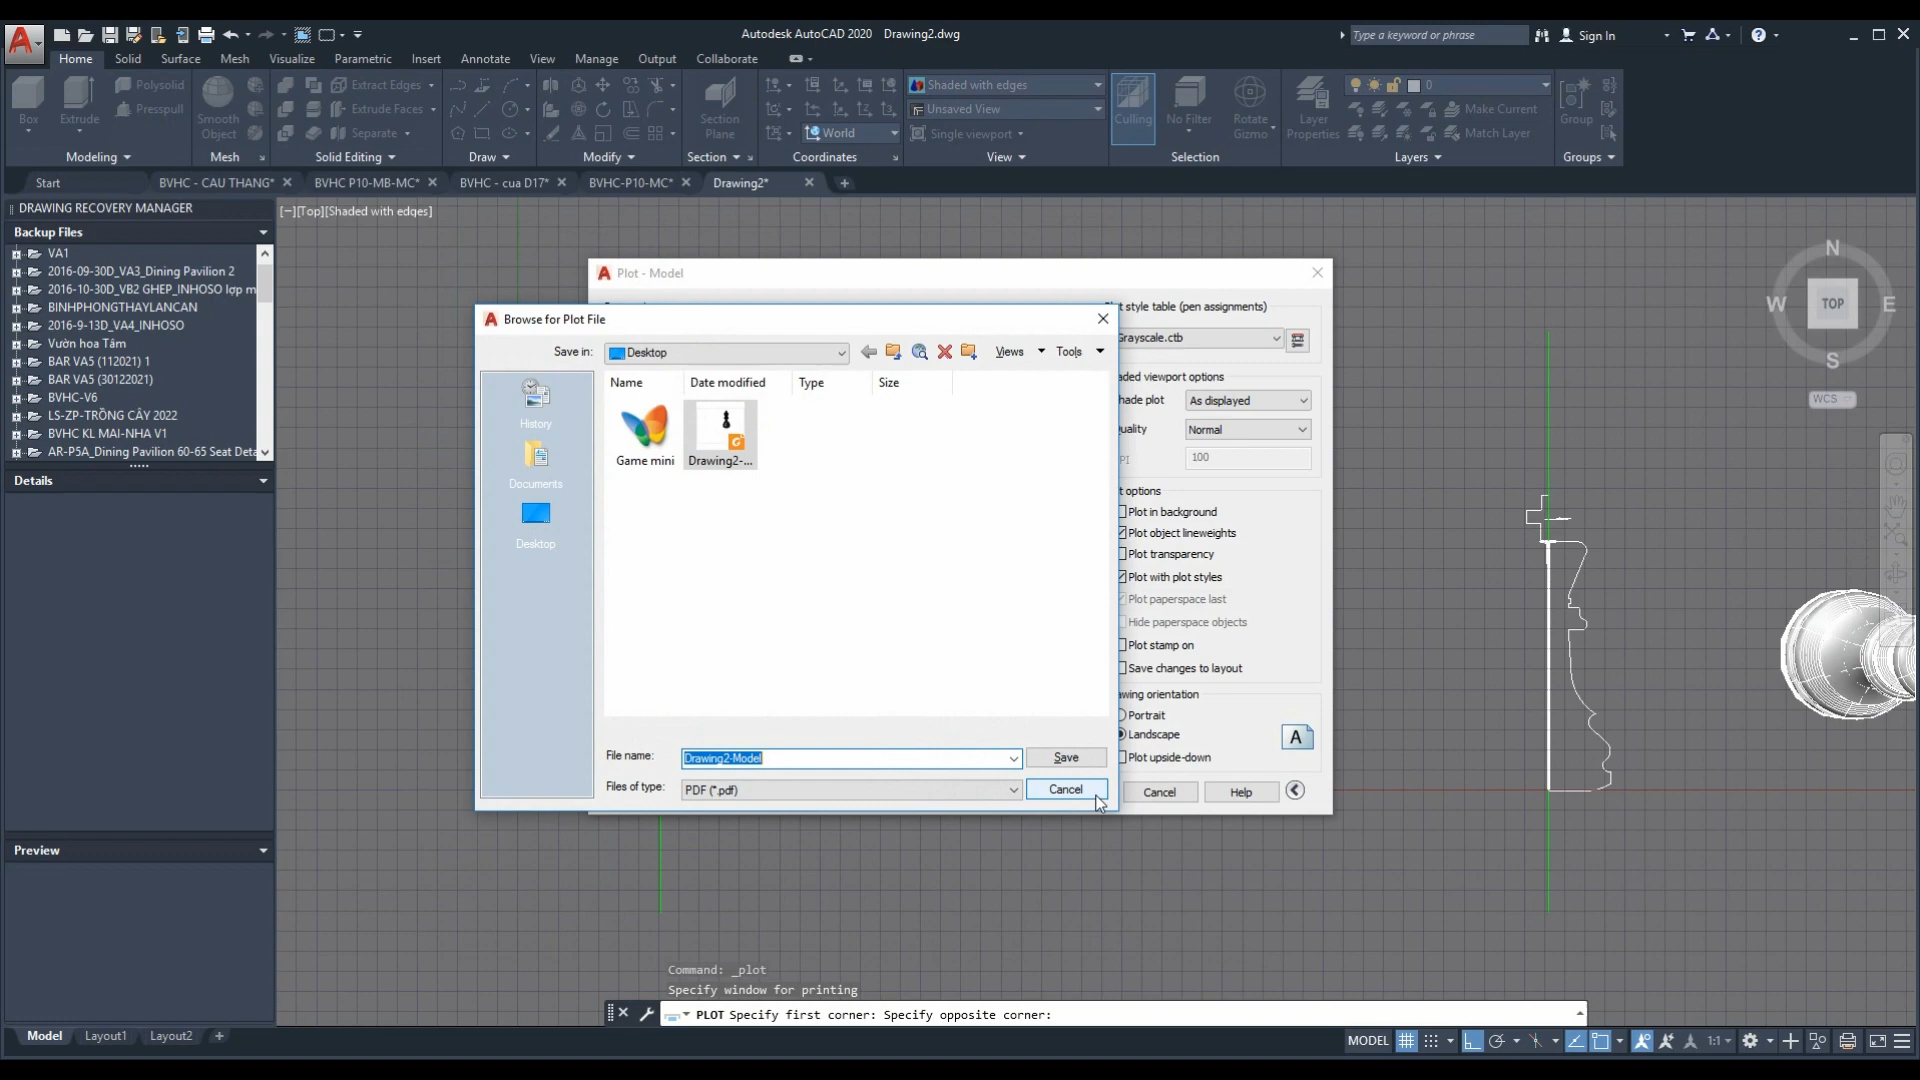 Autodesk AutoCAD 2020 Drawing2.dwg
Type a keyword or phrase
Sign In
Home Solid Surface Mesh Visualize Parametric Insert Annotate View Manage Output Collaborate
Box
Extrude
Polysolid
Presspull
Smooth Object
Extrude Edges
Extrude Faces
Separate
Section Plane
World
Shaded with edges
Unsaved View
Single viewport
Culling
No Filter
Rotate Gizmo
Layer Properties
0
Make Current
Match Layer
Group
Modeling Mesh Solid Editing Draw Modify Section Coordinates View Selection Layers Groups
Start BVHC - CAU THANG* BVHC P10-MB-MC* BVHC - cua D17* BVHC-P10-MC* Drawing2*
DRAWING RECOVERY MANAGER
[−][Top][Shaded with edges]
Backup Files
VA1
2016-09-30D_VA3_Dining Pavilion 2
2016-10-30D_VB2 GHEP_INHOSO lợp m
BINHPHONGTHAYLANCAN
2016-9-13D_VA4_INHOSO
Vườn hoa Tâm
BAR VA5 (112021) 1
BAR VA5 (30122021)
BVHC-V6
LS-ZP-TRỒNG CÂY 2022
BVHC KL MAI-NHA V1
AR-P5A_Dining Pavilion 60-65 Seat Deta
Details
Preview
Plot - Model
Browse for Plot File
Save in:
Desktop
Views
Tools
Name Date modified Type Size
History
Documents
Desktop
Game mini
Drawing2-...
File name:
Drawing2-Model
Save
Files of type:
PDF (*.pdf)
Cancel
t style table (pen assignments)
Grayscale.ctb
aded viewport options
hade plot
As displayed
uality
Normal
PI
100
t options
Plot in background
Plot object lineweights
Plot transparency
Plot with plot styles
Plot paperspace last
Hide paperspace objects
Plot stamp on
Save changes to layout
awing orientation
Portrait
Landscape
A
Plot upside-down
Cancel
Help
N
W
TOP
E
S
WCS
Command: _plot
Specify window for printing
PLOT Specify first corner: Specify opposite corner:
Model Layout1 Layout2
MODEL
1:1